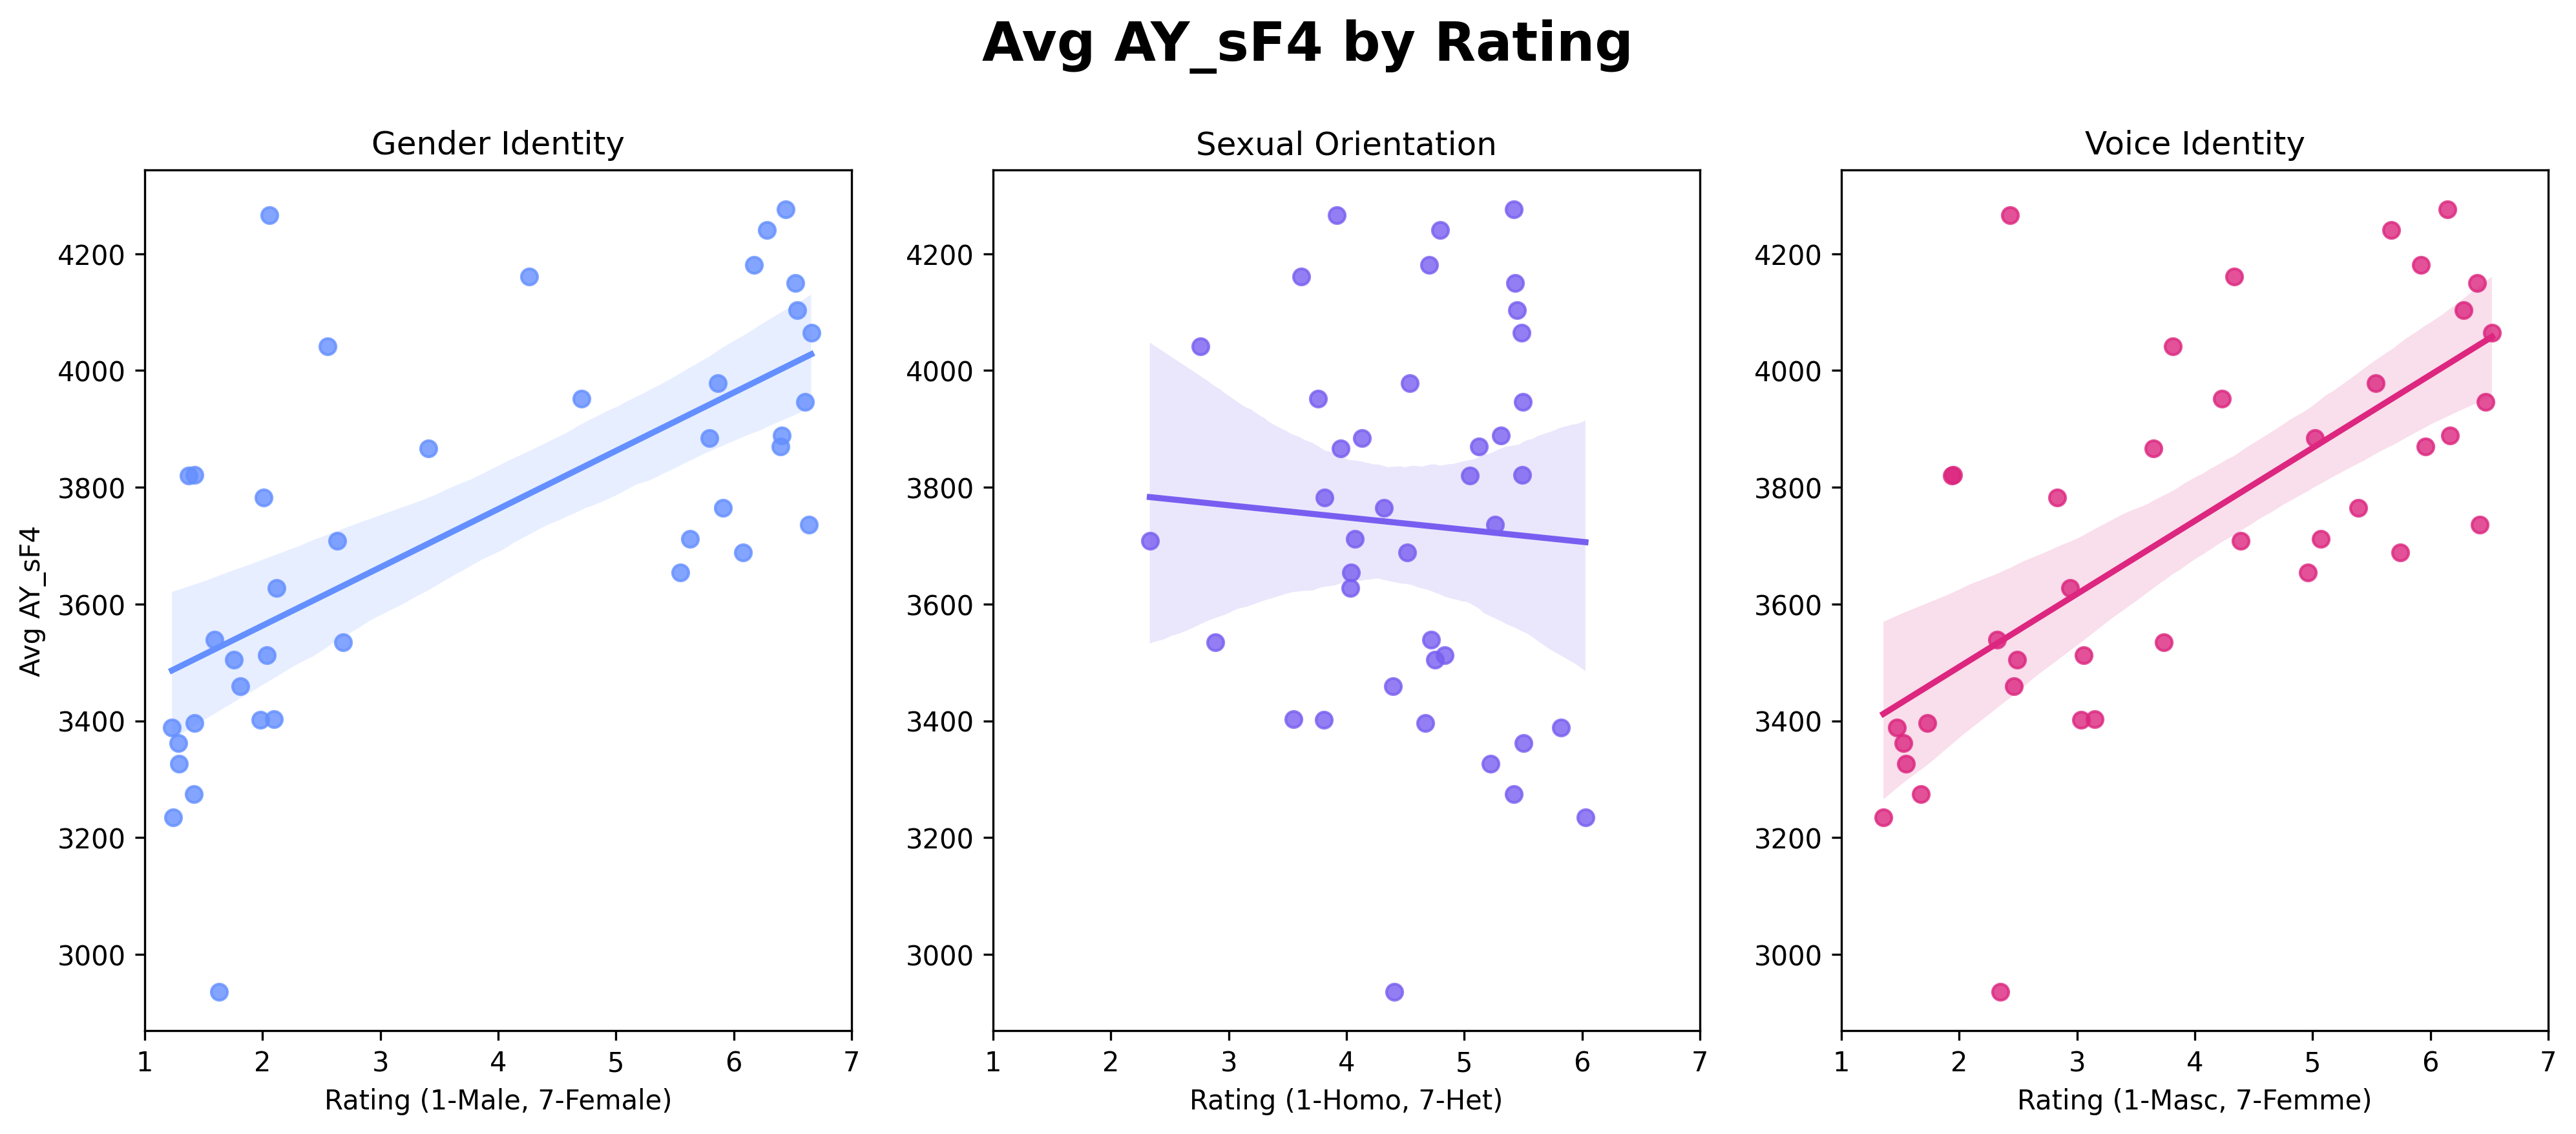 Avg AY_sF4 by Rating
Gender Identity
Sexual Orientation
Voice Identity
Avg AY_sF4
4200
4000
3800
3600
3400
3200
3000
1 2 3 4 5 6 7
Rating (1-Male, 7-Female)
4200
4000
3800
3600
3400
3200
3000
1 2 3 4 5 6 7
Rating (1-Homo, 7-Het)
4200
4000
3800
3600
3400
3200
3000
1 2 3 4 5 6 7
Rating (1-Masc, 7-Femme)